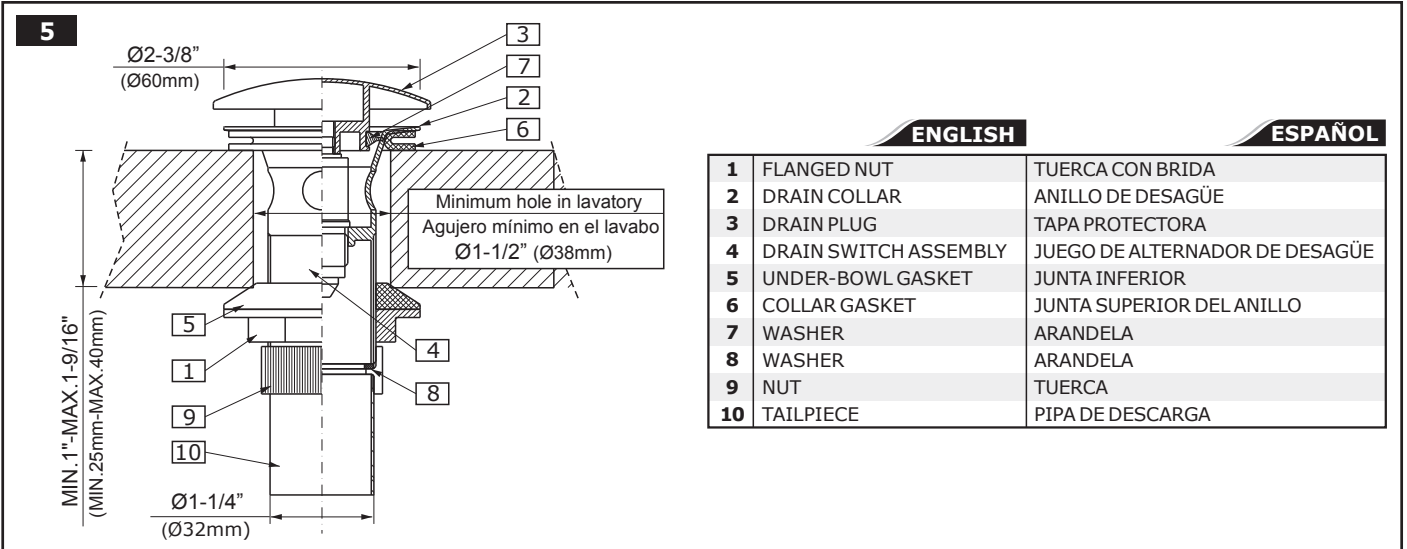 5
Ø2-3/8”
(Ø60mm)
3
7
2
6
Minimum hole in lavatory
Agujero mínimo en el lavabo
Ø1-1/2” (Ø38mm)
MIN.1"-MAX.1-9/16"
(MIN.25mm-MAX.40mm)
5
1
4
8
9
10
Ø1-1/4”
(Ø32mm)
ENGLISH ESPAÑOL
1 FLANGED NUT TUERCA CON BRIDA
2 DRAIN COLLAR ANILLO DE DESAGÜE
3 DRAIN PLUG TAPA PROTECTORA
4 DRAIN SWITCH ASSEMBLY JUEGO DE ALTERNADOR DE DESAGÜE
5 UNDER-BOWL GASKET JUNTA INFERIOR
6 COLLAR GASKET JUNTA SUPERIOR DEL ANILLO
7 WASHER ARANDELA
8 WASHER ARANDELA
9 NUT TUERCA
10 TAILPIECE PIPA DE DESCARGA